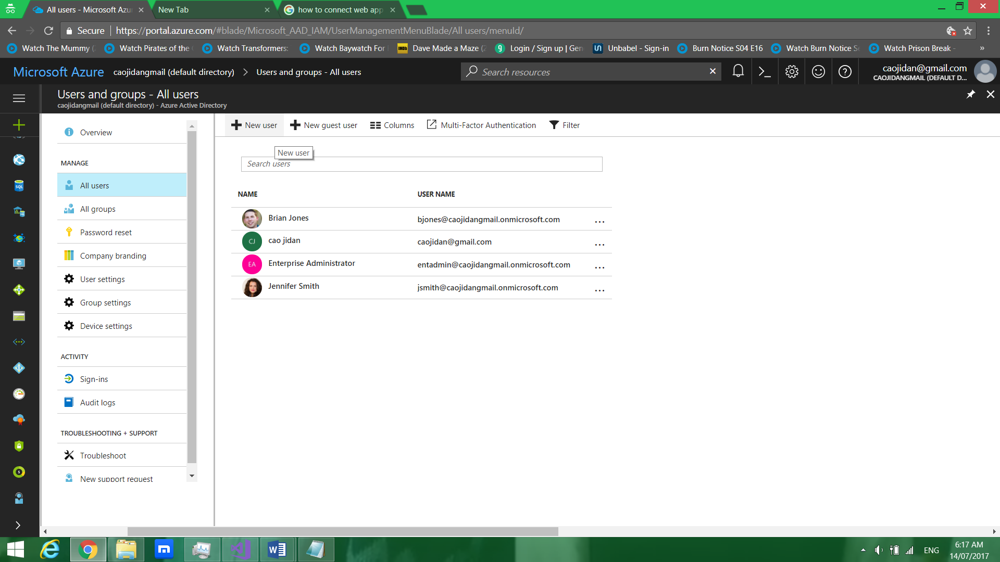 All users - Microsoft Azu
New Tab
how to connect web app
Secure
https://portal.azure.com/#blade/Microsoft_AAD_IAM/UserManagementMenuBlade/All users/menuId/
Watch The Mummy (
Watch Pirates of the
Watch Transformers:
Watch Baywatch For
IMDb
Dave Made a Maze (2
Login / Sign up | Gen
Unbabel - Sign-in
Burn Notice S04 E16
Watch Burn Notice S
Watch Prison Break -
»
Microsoft Azure
caojidangmail (default directory)
Users and groups - All users
Search resources
caojidan@gmail.com
CAOJIDANGMAIL (DEFAULT D...
Users and groups - All users
caojidangmail (default directory) - Azure Active Directory
Overview
MANAGE
All users
All groups
Password reset
Company branding
User settings
Group settings
Device settings
ACTIVITY
Sign-ins
Audit logs
TROUBLESHOOTING + SUPPORT
Troubleshoot
New support request
New user
New guest user
Columns
Multi-Factor Authentication
Filter
New user
Search users
NAME
USER NAME
Brian Jones
bjones@caojidangmail.onmicrosoft.com
...
CJ
cao jidan
caojidan@gmail.com
...
EA
Enterprise Administrator
entadmin@caojidangmail.onmicrosoft.com
...
Jennifer Smith
jsmith@caojidangmail.onmicrosoft.com
...
SQL
ENG
6:17 AM
14/07/2017